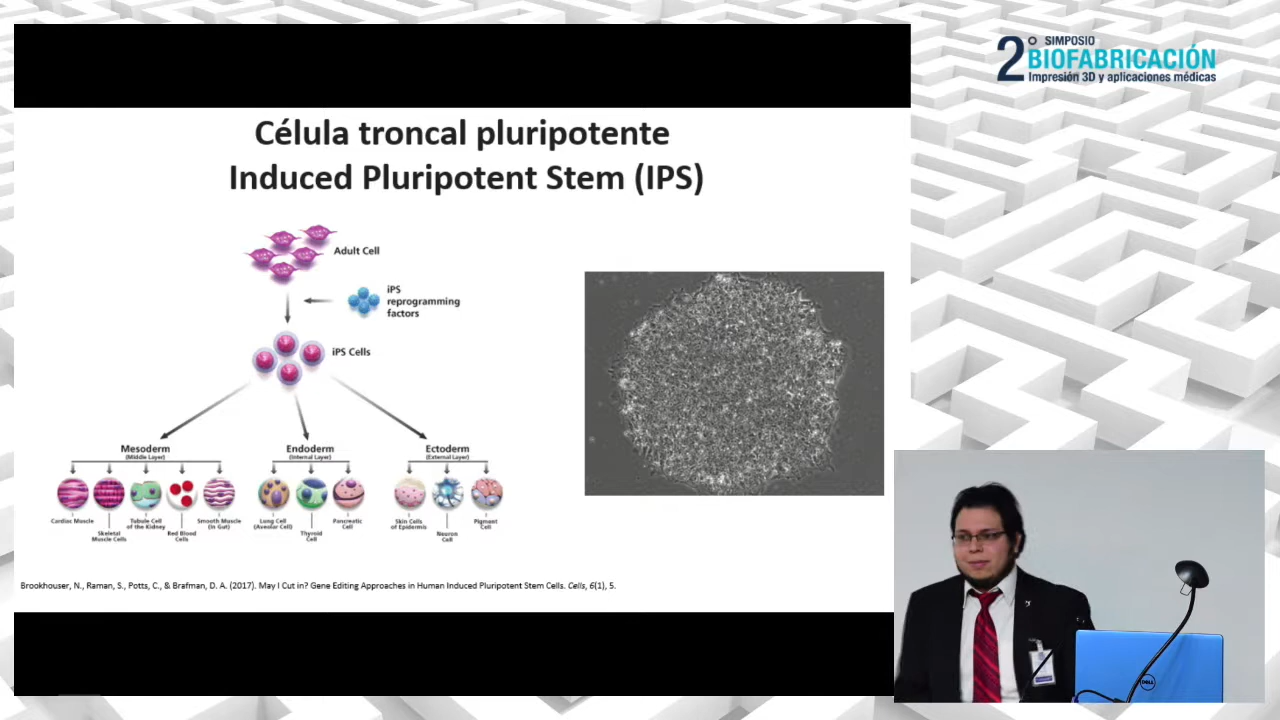 2° SIMPOSIO
BIOFABRICACIÓN
Impresión 3D y aplicaciones médicas
Célula troncal pluripotente
Induced Pluripotent Stem (IPS)
Adult Cell
iPS
reprogramming
factors
iPS Cells
Mesoderm
(Middle Layer)
Endoderm
(Internal Layer)
Ectoderm
(External Layer)
Cardiac Muscle
Skeletal
Muscle Cells
Tubule Cell
of the Kidney
Red Blood
Cells
Smooth Muscle
(in Gut)
Lung Cell
(Aveolar Cell)
Thyroid
Cell
Pancreatic
Cell
Skin Cells
of Epidermis
Neuron
Cell
Pigment
Cell
Brookhouser, N., Raman, S., Potts, C., & Brafman, D. A. (2017). May I Cut in? Gene Editing Approaches in Human Induced Pluripotent Stem Cells. Cells, 6(1), 5.
DELL